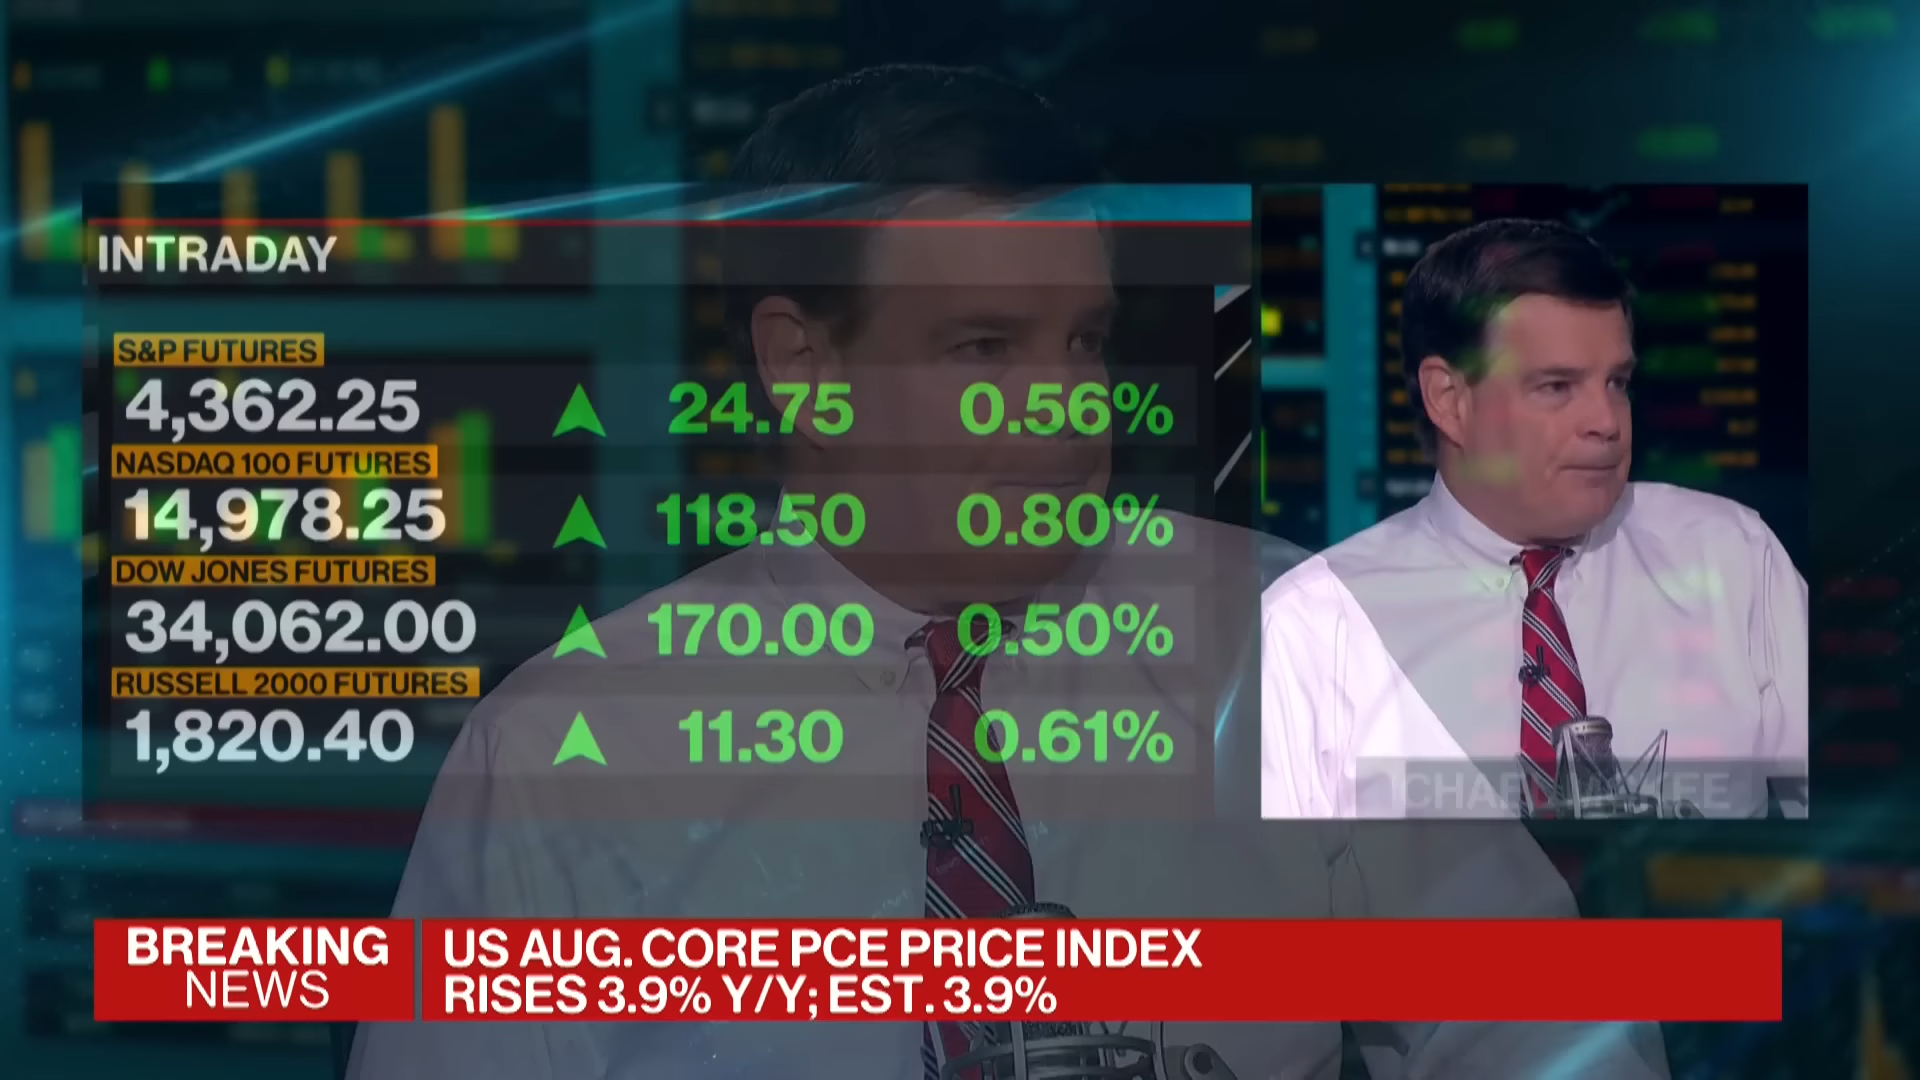 INTRADAY
S&P FUTURES
4,362.25 24.75 0.56%
NASDAQ 100 FUTURES
14,978.25 118.50 0.80%
DOW JONES FUTURES
34,062.00 170.00 0.50%
RUSSELL 2000 FUTURES
1,820.40 11.30 0.61%
BREAKING
NEWS
US AUG. CORE PCE PRICE INDEX
RISES 3.9% Y/Y; EST. 3.9%